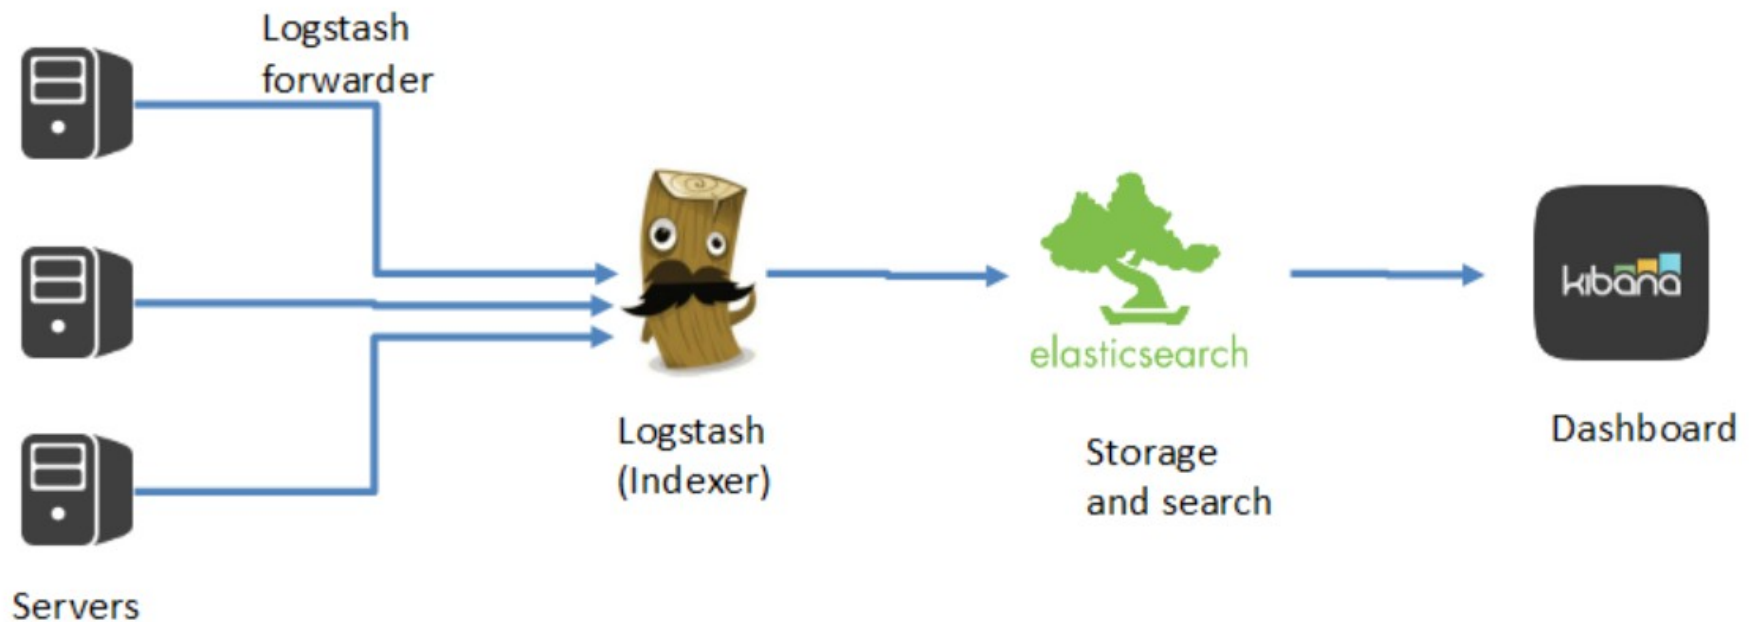 Logstash
forwarder
elasticsearch
kibana
Logstash
(Indexer)
Storage
and search
Dashboard
Servers